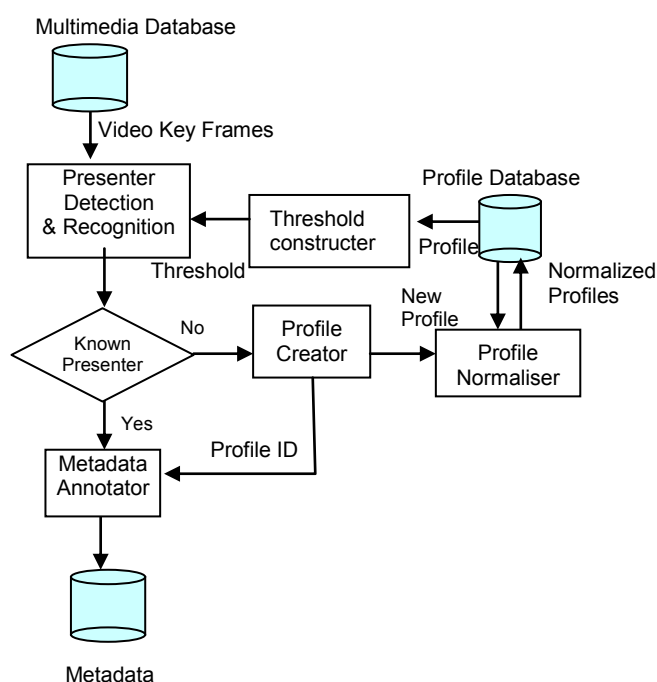 Multimedia Database
Video Key Frames
Presenter
Detection
& Recognition
Threshold
constructer
Profile Database
Profile
Threshold
Normalized
Profiles
New
Profile
Known
Presenter
No
Profile
Creator
Profile
Normaliser
Yes
Profile ID
Metadata
Annotator
Metadata